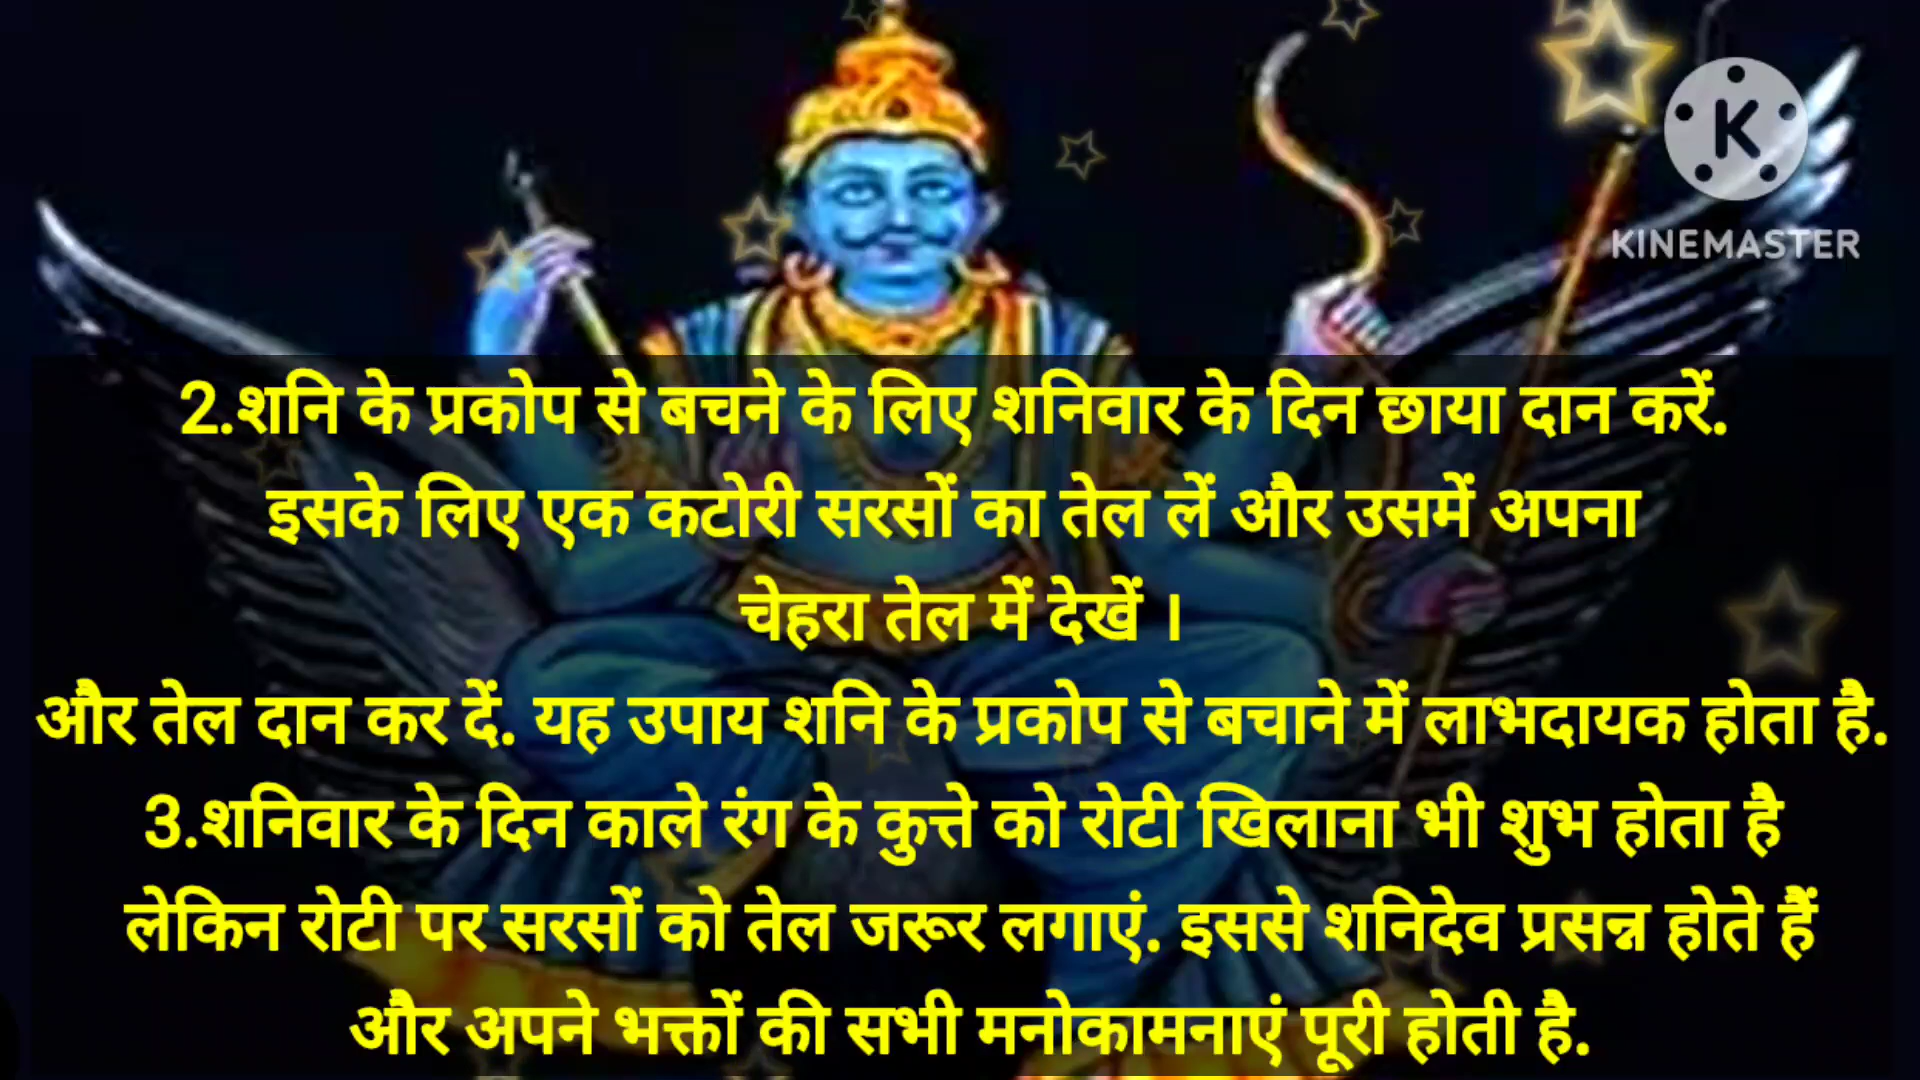 K
KINEMASTER
2.शनि के प्रकोप से बचने के लिए शनिवार के दिन छाया दान करें.
इसके लिए एक कटोरी सरसों का तेल लें और उसमें अपना
चेहरा तेल में देखें ।
और तेल दान कर दें. यह उपाय शनि के प्रकोप से बचाने में लाभदायक होता है.
3.शनिवार के दिन काले रंग के कुत्ते को रोटी खिलाना भी शुभ होता है
लेकिन रोटी पर सरसों को तेल जरूर लगाएं. इससे शनिदेव प्रसन्न होते हैं
और अपने भक्तों की सभी मनोकामनाएं पूरी होती है.